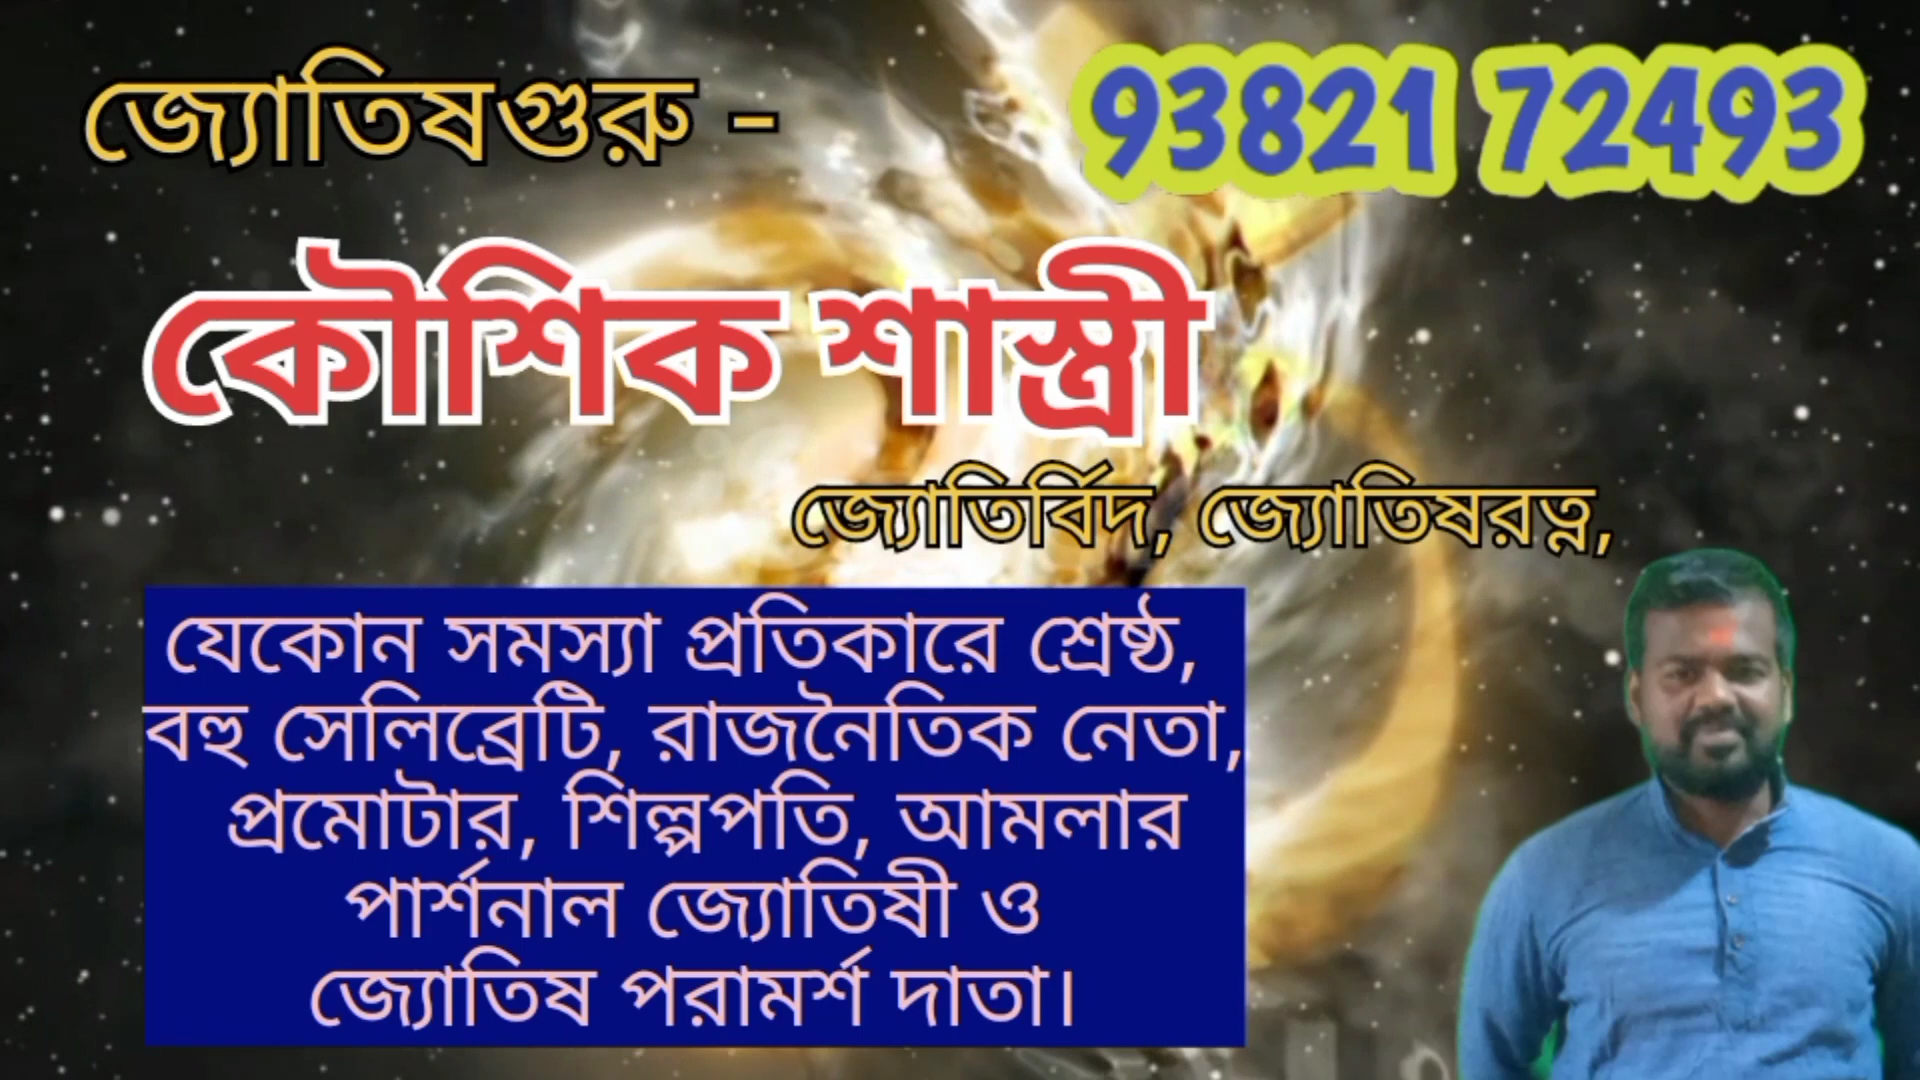 জ্যোতিষগুরু -
93821 72493
কৌশিক শাস্ত্রী
জ্যোতির্বিদ, জ্যোতিষরত্ন,
যেকোন সমস্যা প্রতিকারে শ্রেষ্ঠ,
বহু সেলিব্রেটি, রাজনৈতিক নেতা,
প্রমোটার, শিল্পপতি, আমলার
পার্শনাল জ্যোতিষী ও
জ্যোতিষ পরামর্শ দাতা।